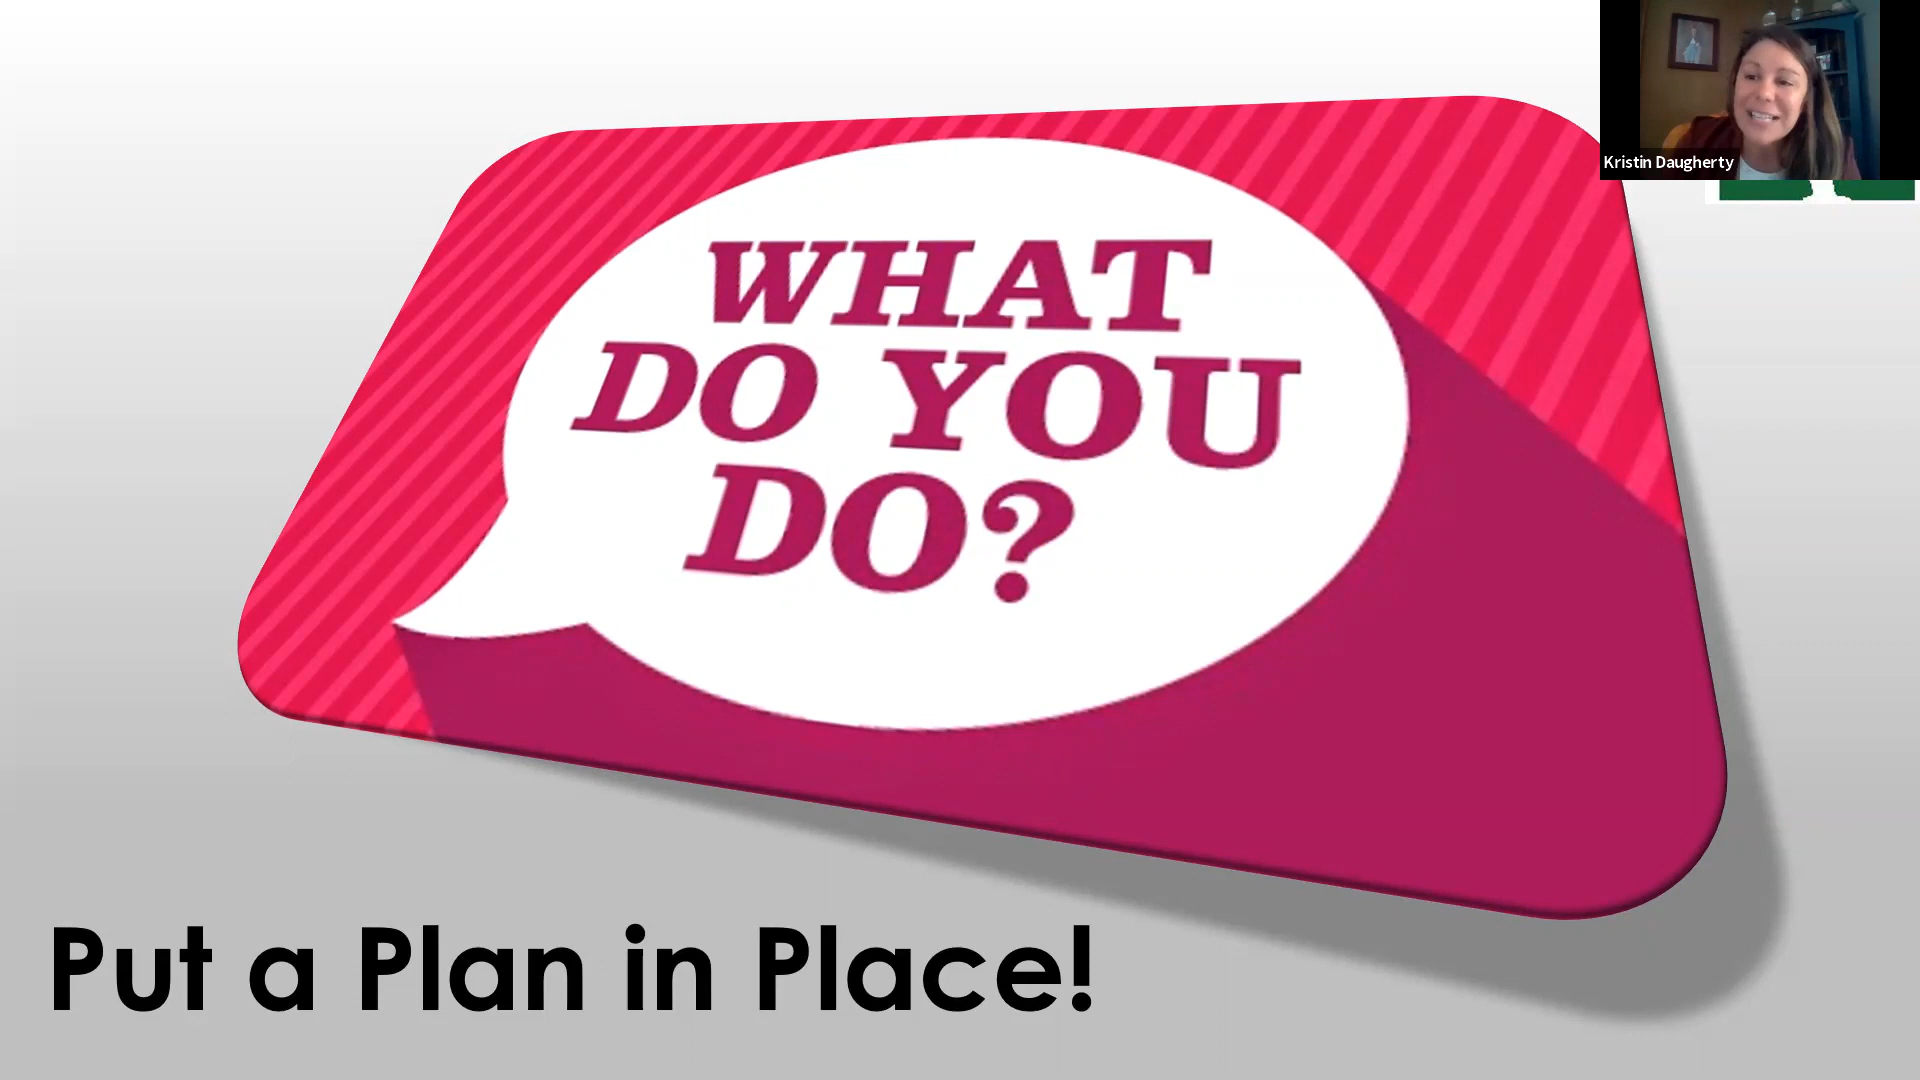 Kristin Daugherty
WHAT
DO YOU
DO?
Put a Plan in Place!